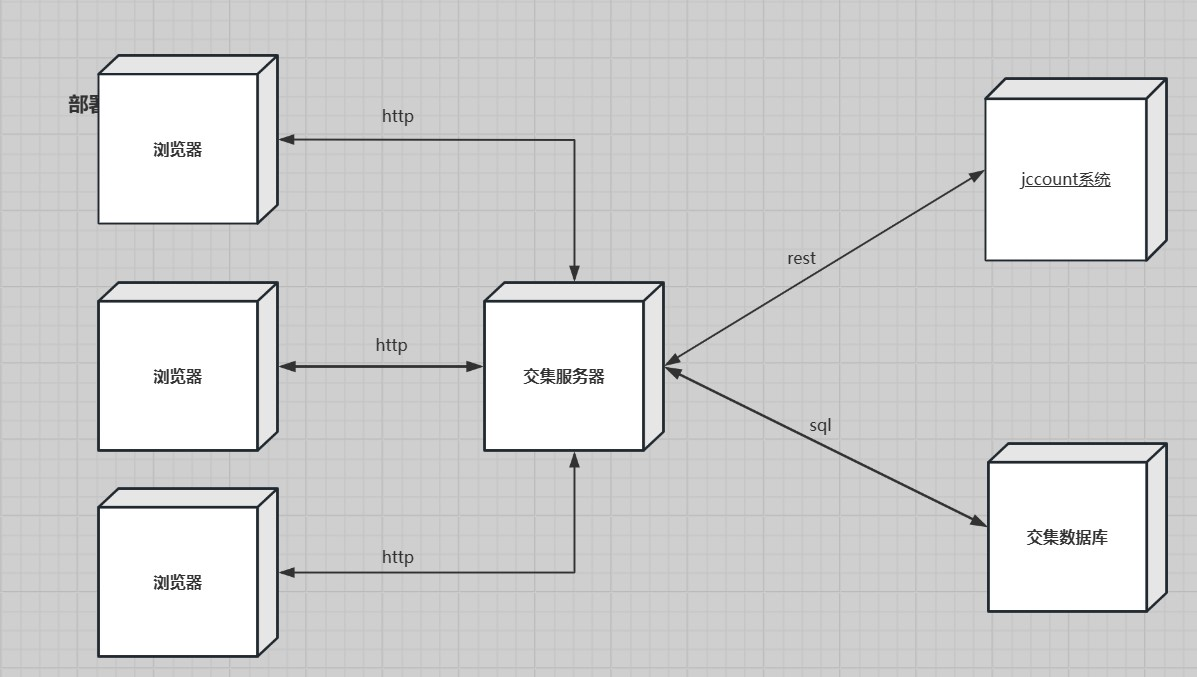 部署
浏览器
http
jccount系统
rest
浏览器
http
交集服务器
sql
浏览器
http
交集数据库